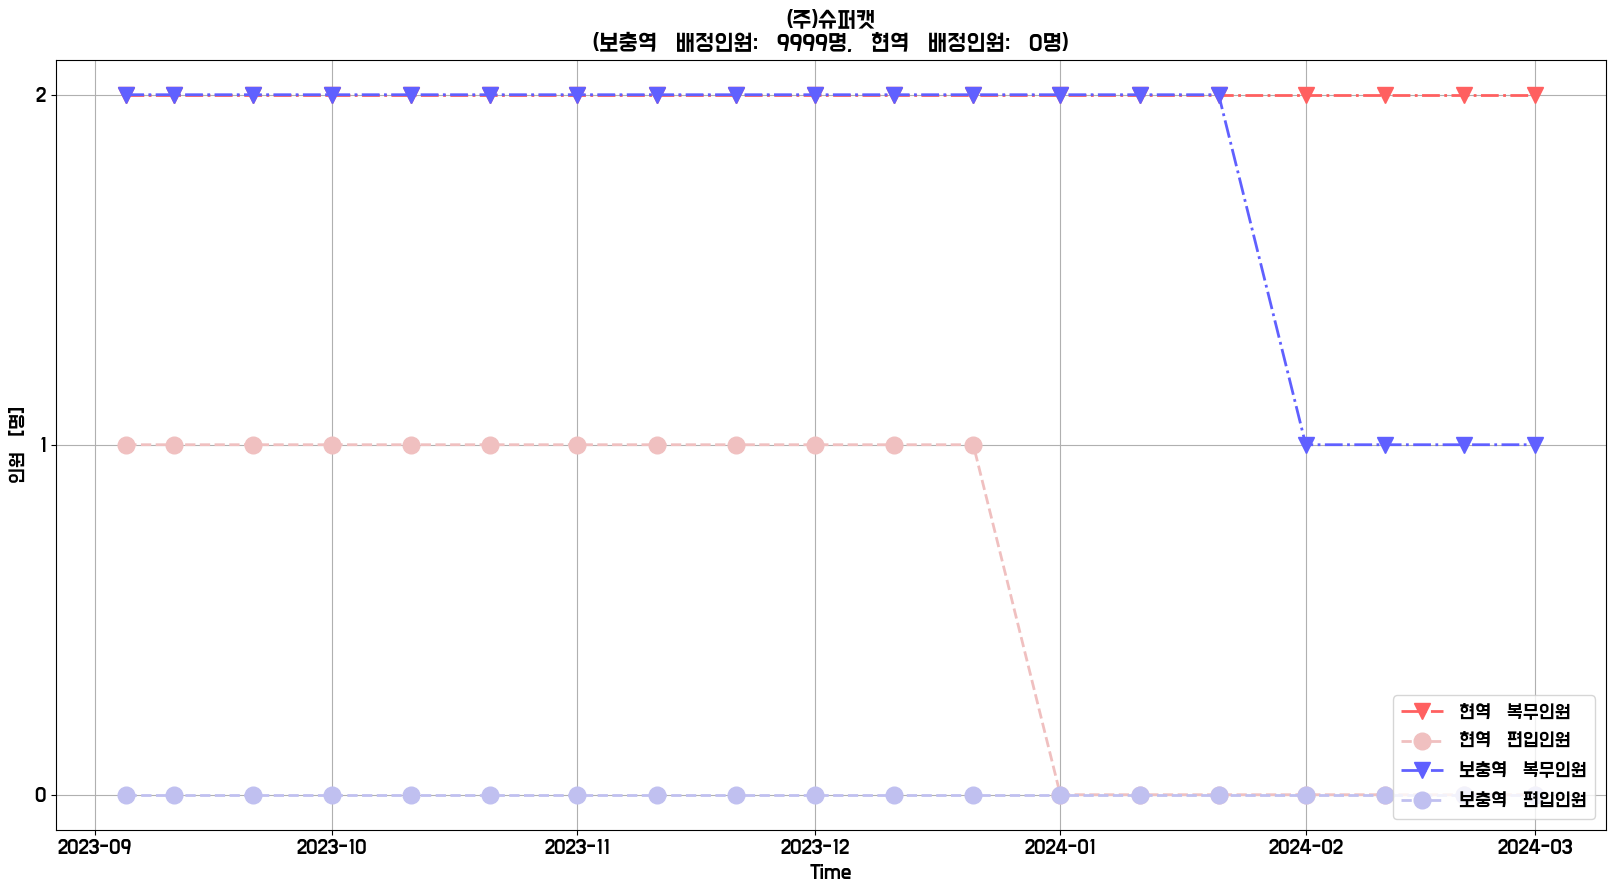 (주)슈퍼캣
(보충역 배정인원: 9999명, 현역 배정인원: 0명)
인원 [명]
2
1
0
2023-09 2023-10 2023-11 2023-12 2024-01 2024-02 2024-03
Time
현역 복무인원
현역 편입인원
보충역 복무인원
보충역 편입인원